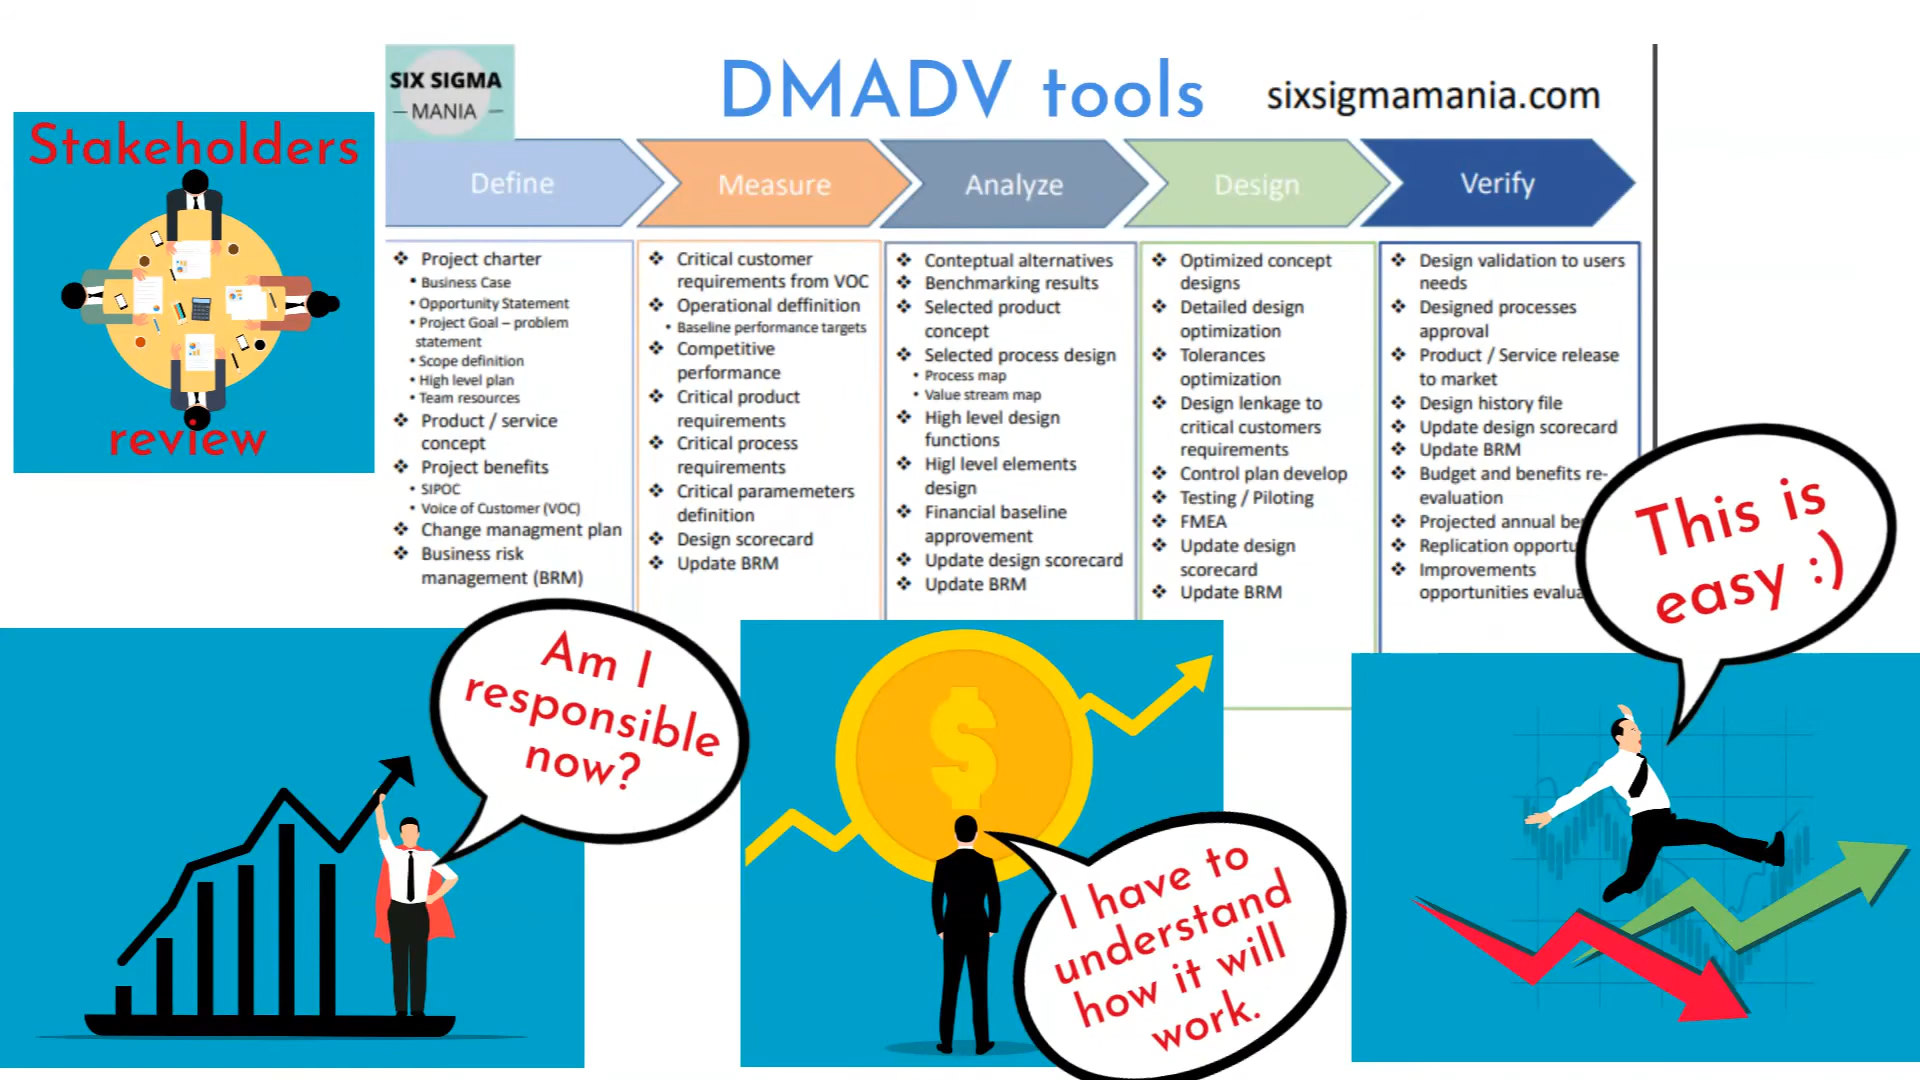 SIX SIGMA
MANIA
DMADV tools
sixsigmamania.com
Stakeholders
review
Define
Measure
Analyze
Design
Verify
❖ Project charter
• Business Case
• Opportunity Statement
• Project Goal – problem
statement
• Scope definition
• High level plan
• Team resources
❖ Product / service
concept
❖ Project benefits
• SIPOC
• Voice of Customer (VOC)
❖ Change managment plan
❖ Business risk
management (BRM)
❖ Critical customer
requirements from VOC
❖ Operational deffinition
• Baseline performance targets
❖ Competitive
performance
❖ Critical product
requirements
❖ Critical process
requirements
❖ Critical paramemeters
definition
❖ Design scorecard
❖ Update BRM
❖ Conteptual alternatives
❖ Benchmarking results
❖ Selected product
concept
❖ Selected process design
• Process map
• Value stream map
❖ High level design
functions
❖ Higl level elements
design
❖ Financial baseline
approvement
❖ Update design scorecard
❖ Update BRM
❖ Optimized concept
designs
❖ Detailed design
optimization
❖ Tolerances
optimization
❖ Design lenkage to
critical customers
requirements
❖ Control plan develop
❖ Testing / Piloting
❖ FMEA
❖ Update design
scorecard
❖ Update BRM
❖ Design validation to users
needs
❖ Designed processes
approval
❖ Product / Service release
to market
❖ Design history file
❖ Update design scorecard
❖ Update BRM
❖ Budget and benefits re-
evaluation
❖ Projected annual
❖ Replication
❖ Improvements
opportunities
Am I
responsible
now?
I have to
understand
how it will
work.
This is
easy :)